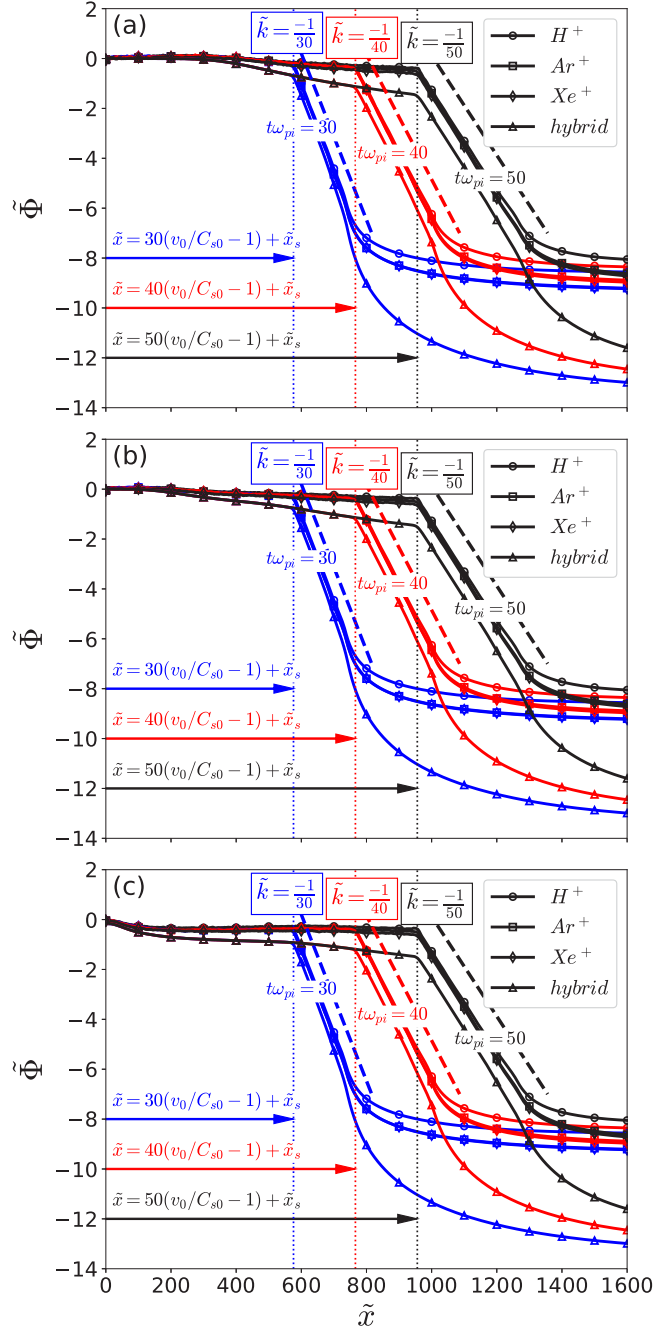 (a)
k̃ = -1/30
k̃ = -1/40
k̃ = -1/50
H⁺
Ar⁺
Xe⁺
hybrid
tω_pi = 30
tω_pi = 40
tω_pi = 50
x̃ = 30(v₀/C_s0 − 1) + x̃_s
x̃ = 40(v₀/C_s0 − 1) + x̃_s
x̃ = 50(v₀/C_s0 − 1) + x̃_s
2
0
−2
−4
−6
−8
−10
−12
−14
Φ̃
(b)
k̃ = -1/30
k̃ = -1/40
k̃ = -1/50
H⁺
Ar⁺
Xe⁺
hybrid
tω_pi = 30
tω_pi = 40
tω_pi = 50
x̃ = 30(v₀/C_s0 − 1) + x̃_s
x̃ = 40(v₀/C_s0 − 1) + x̃_s
x̃ = 50(v₀/C_s0 − 1) + x̃_s
2
0
−2
−4
−6
−8
−10
−12
−14
Φ̃
(c)
k̃ = -1/30
k̃ = -1/40
k̃ = -1/50
H⁺
Ar⁺
Xe⁺
hybrid
tω_pi = 30
tω_pi = 40
tω_pi = 50
x̃ = 30(v₀/C_s0 − 1) + x̃_s
x̃ = 40(v₀/C_s0 − 1) + x̃_s
x̃ = 50(v₀/C_s0 − 1) + x̃_s
2
0
−2
−4
−6
−8
−10
−12
−14
Φ̃
0 200 400 600 800 1000 1200 1400 1600
x̃